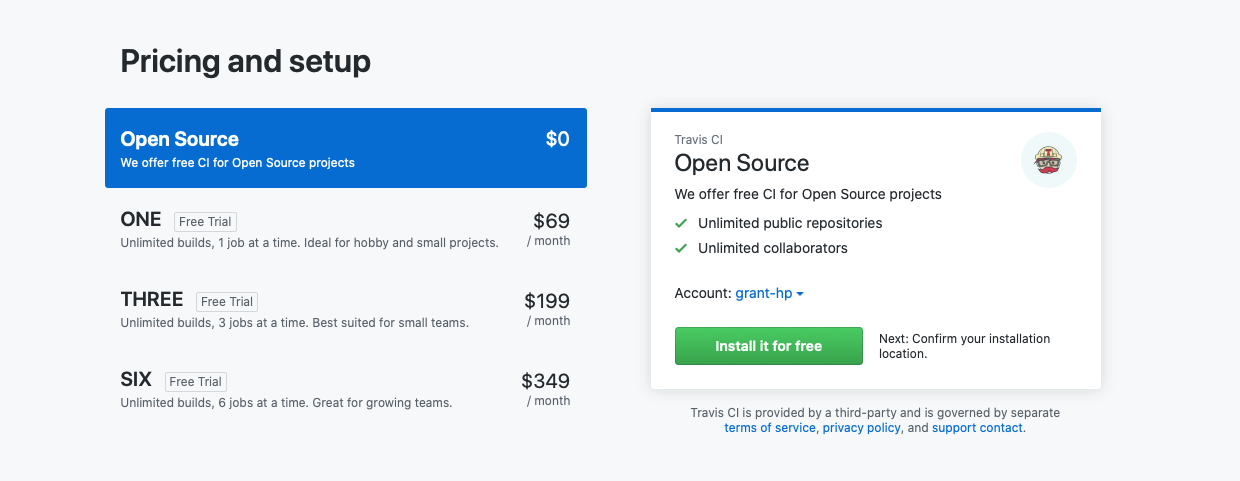 Pricing and setup
Open Source $0
We offer free CI for Open Source projects
ONE Free Trial $69
Unlimited builds, 1 job at a time. Ideal for hobby and small projects. / month
THREE Free Trial $199
Unlimited builds, 3 jobs at a time. Best suited for small teams. / month
SIX Free Trial $349
Unlimited builds, 6 jobs at a time. Great for growing teams. / month
Travis CI
Open Source
We offer free CI for Open Source projects
Unlimited public repositories
Unlimited collaborators
Account: grant-hp
Install it for free
Next: Confirm your installation
location.
Travis CI is provided by a third-party and is governed by separate
terms of service, privacy policy, and support contact.